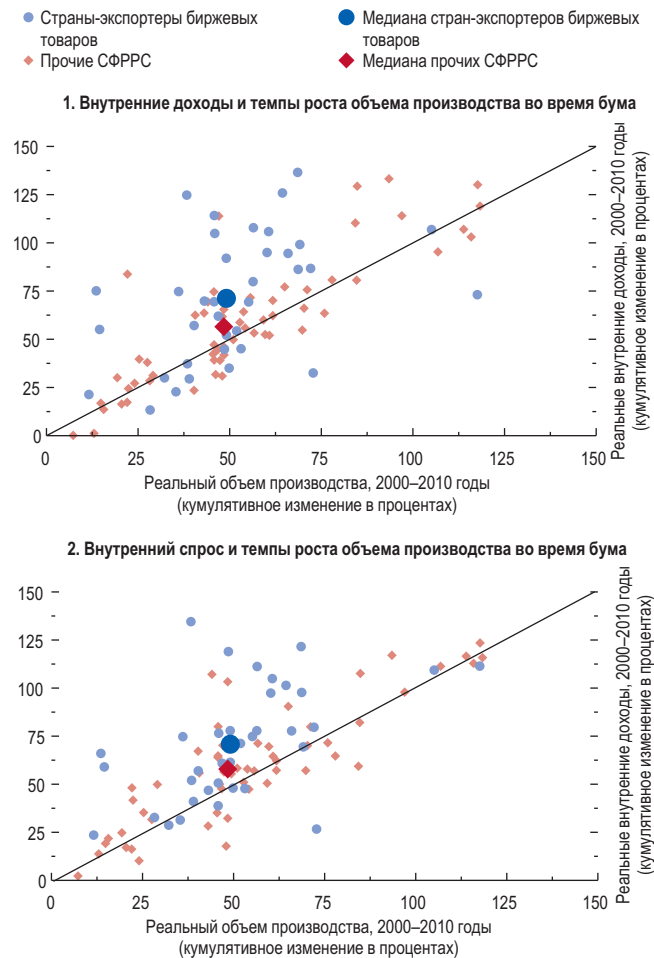 Страны-экспортеры биржевых
товаров
Прочие СФРРС
Медиана стран-экспортеров биржевых
товаров
Медиана прочих СФРРС
1. Внутренние доходы и темпы роста объема производства во время бума
150
125
100
75
50
25
0
0 25 50 75 100 125 150
Реальный объем производства, 2000–2010 годы
(кумулятивное изменение в процентах)
Реальные внутренние доходы, 2000–2010 годы
(кумулятивное изменение в процентах)
2. Внутренний спрос и темпы роста объема производства во время бума
150
125
100
75
50
25
0
0 25 50 75 100 125 150
Реальный объем производства, 2000–2010 годы
(кумулятивное изменение в процентах)
Реальные внутренние доходы, 2000–2010 годы
(кумулятивное изменение в процентах)